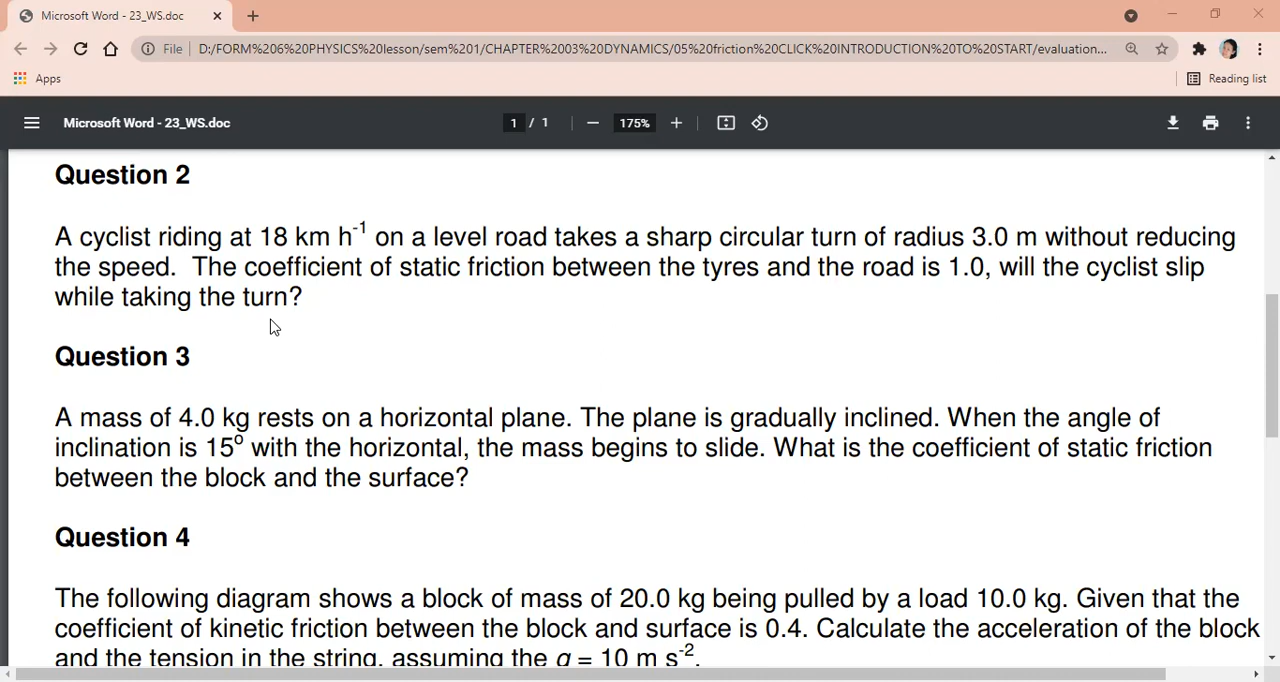 Microsoft Word - 23_WS.doc
File
D:/FORM%206%20PHYSICS%20lesson/sem%201/CHAPTER%2003%20DYNAMICS/05%20friction%20CLICK%20INTRODUCTION%20TO%20START/evaluation...
Apps
Reading list
Microsoft Word - 23_WS.doc
1 / 1
175%
Question 2
A cyclist riding at 18 km h⁻¹ on a level road takes a sharp circular turn of radius 3.0 m without reducing
the speed. The coefficient of static friction between the tyres and the road is 1.0, will the cyclist slip
while taking the turn?
Question 3
A mass of 4.0 kg rests on a horizontal plane. The plane is gradually inclined. When the angle of
inclination is 15º with the horizontal, the mass begins to slide. What is the coefficient of static friction
between the block and the surface?
Question 4
The following diagram shows a block of mass of 20.0 kg being pulled by a load 10.0 kg. Given that the
coefficient of kinetic friction between the block and surface is 0.4. Calculate the acceleration of the block
and the tension in the string, assuming the g = 10 m s⁻².